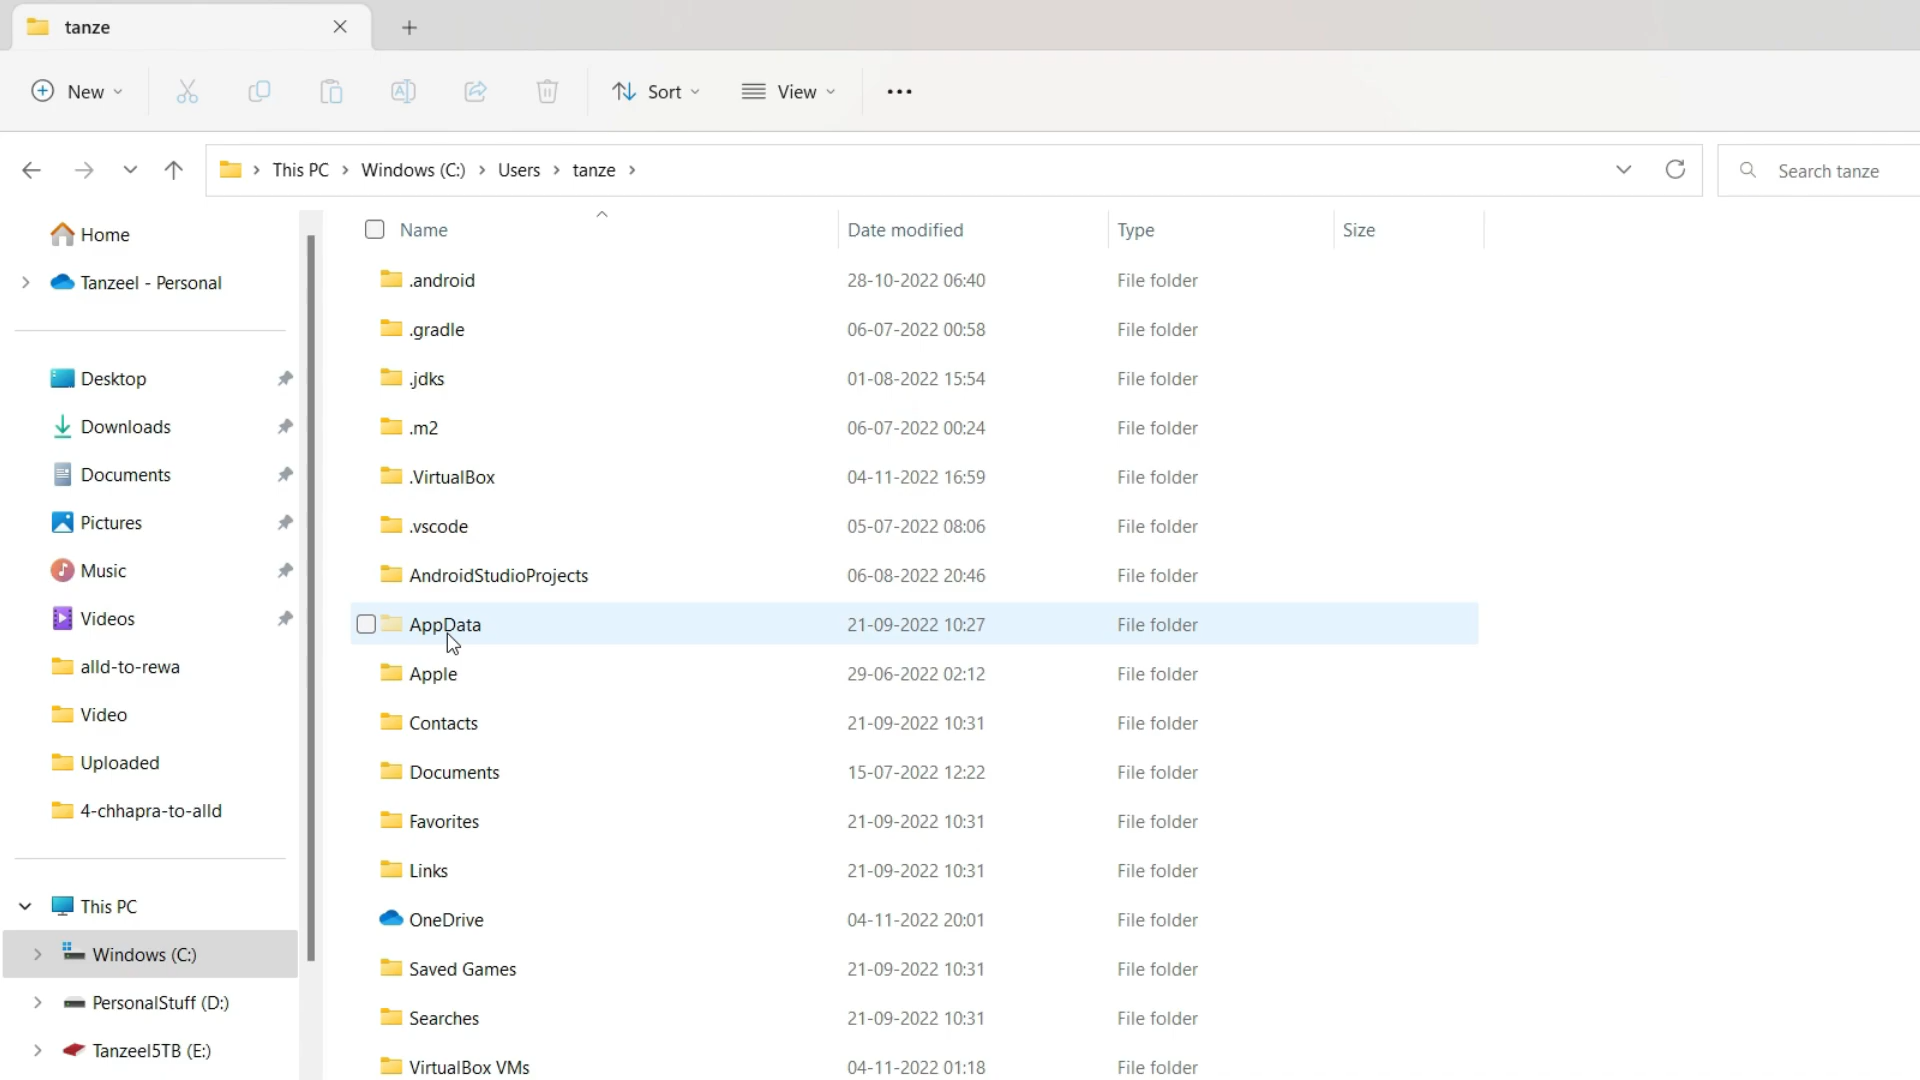 tanze
New
Sort
View
This PC > Windows (C:) > Users > tanze >
Search tanze
Home
Tanzeel - Personal
Desktop
Downloads
Documents
Pictures
Music
Videos
alld-to-rewa
Video
Uploaded
4-chhapra-to-alld
This PC
Windows (C:)
PersonalStuff (D:)
Tanzeel5TB (E:)
Name Date modified Type Size
.android 28-10-2022 06:40 File folder
.gradle 06-07-2022 00:58 File folder
.jdks 01-08-2022 15:54 File folder
.m2 06-07-2022 00:24 File folder
.VirtualBox 04-11-2022 16:59 File folder
.vscode 05-07-2022 08:06 File folder
AndroidStudioProjects 06-08-2022 20:46 File folder
AppData 21-09-2022 10:27 File folder
Apple 29-06-2022 02:12 File folder
Contacts 21-09-2022 10:31 File folder
Documents 15-07-2022 12:22 File folder
Favorites 21-09-2022 10:31 File folder
Links 21-09-2022 10:31 File folder
OneDrive 04-11-2022 20:01 File folder
Saved Games 21-09-2022 10:31 File folder
Searches 21-09-2022 10:31 File folder
VirtualBox VMs 04-11-2022 01:18 File folder